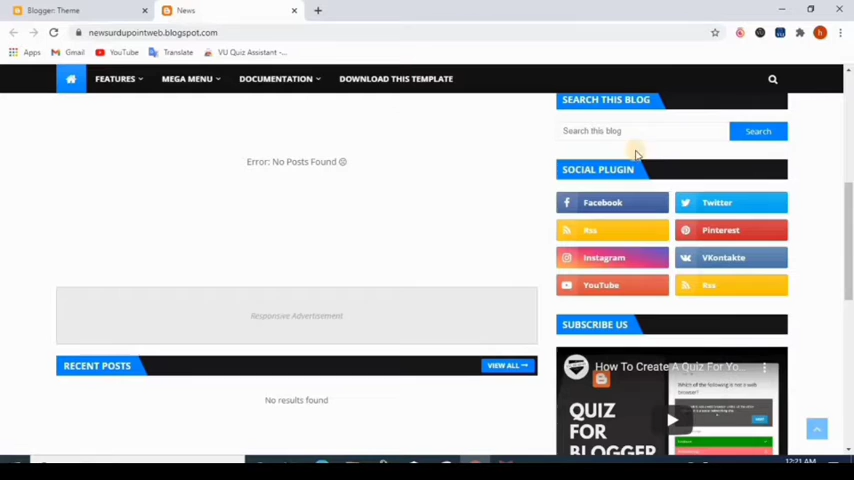 Blogger: Theme
News
newsurdupointweb.blogspot.com
Apps
Gmail
YouTube
Translate
VU Quiz Assistant -...
FEATURES
MEGA MENU
DOCUMENTATION
DOWNLOAD THIS TEMPLATE
SEARCH THIS BLOG
Search this blog
Search
Error: No Posts Found ☹
SOCIAL PLUGIN
Facebook
Twitter
Rss
Pinterest
Instagram
VKontakte
YouTube
Rss
Responsive Advertisement
SUBSCRIBE US
RECENT POSTS
VIEW ALL →
No results found
How To Create A Quiz For Yo...
QUIZ
FOR
BLOGGER
12:21 AM